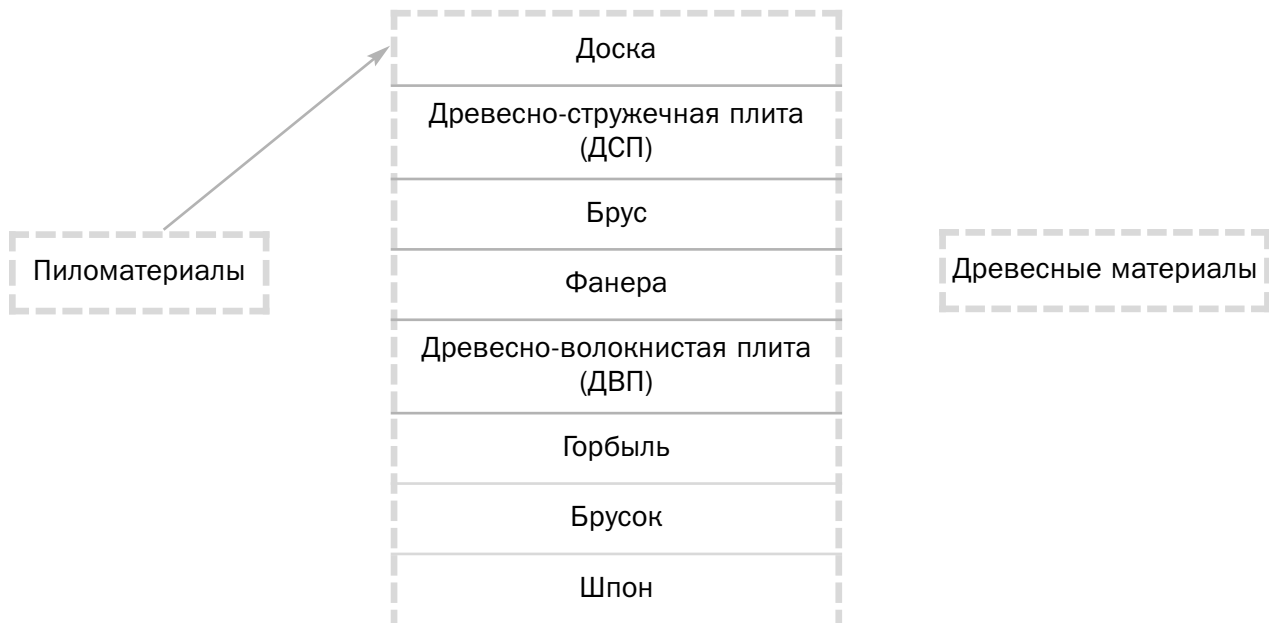 Доска
Древесно-стружечная плита
(ДСП)
Брус
Пиломатериалы
Фанера
Древесные материалы
Древесно-волокнистая плита
(ДВП)
Горбыль
Брусок
Шпон